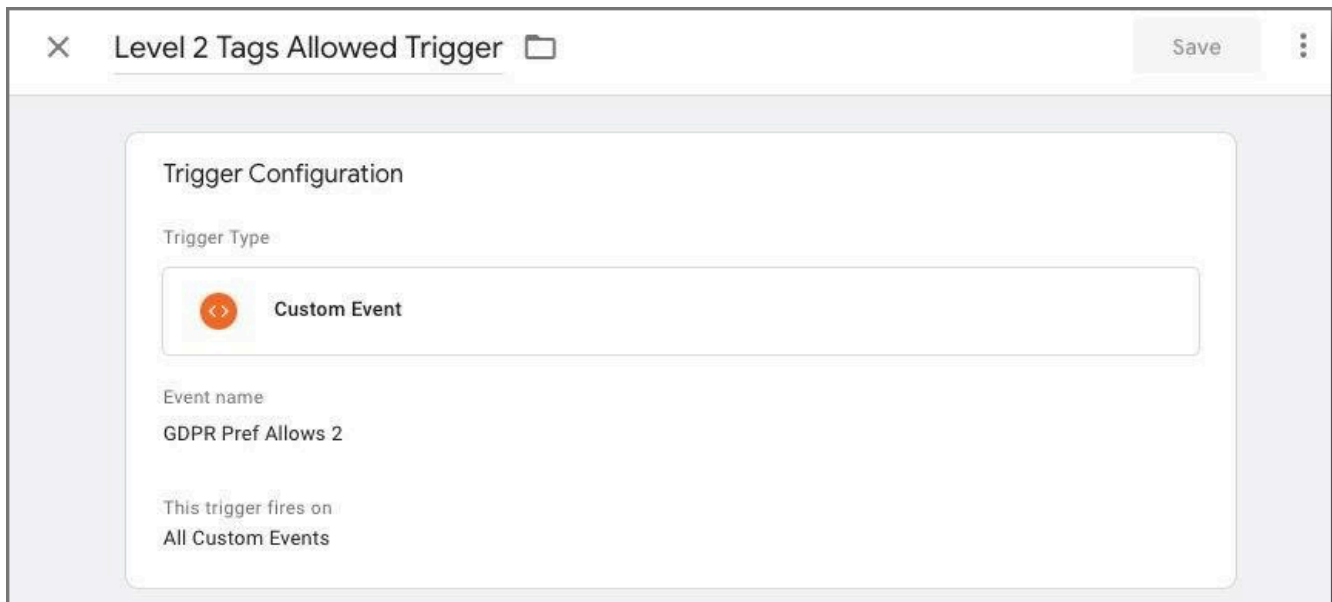 Level 2 Tags Allowed Trigger
Save
Trigger Configuration
Trigger Type
Custom Event
Event name
GDPR Pref Allows 2
This trigger fires on
All Custom Events